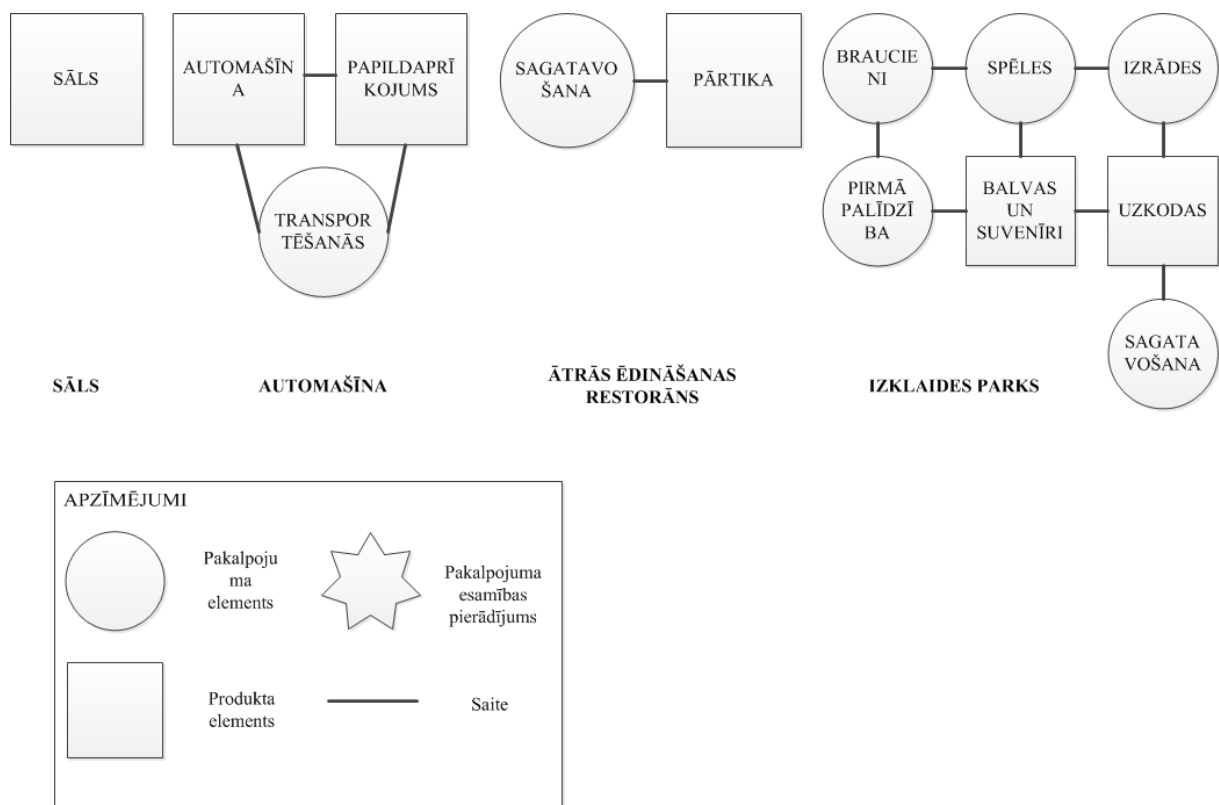 SĀLS
AUTOMAŠĪN
A
PAPILDAPRĪ
KOJUMS
TRANSPOR
TĒŠANĀS
SAGATAVO
ŠANA
PĀRTIKA
BRAUCIE
NI
SPĒLES
IZRĀDES
PIRMĀ
PALĪDZĪ
BA
BALVAS
UN
SUVENĪRI
UZKODAS
SAGATA
VOŠANA
SĀLS
AUTOMAŠĪNA
ĀTRĀS ĒDINĀŠANAS
RESTORĀNS
IZKLAIDES PARKS
APZĪMĒJUMI
Pakalpoju
ma
elements
Pakalpojuma
esamības
pierādījums
Produkta
elements
Saite